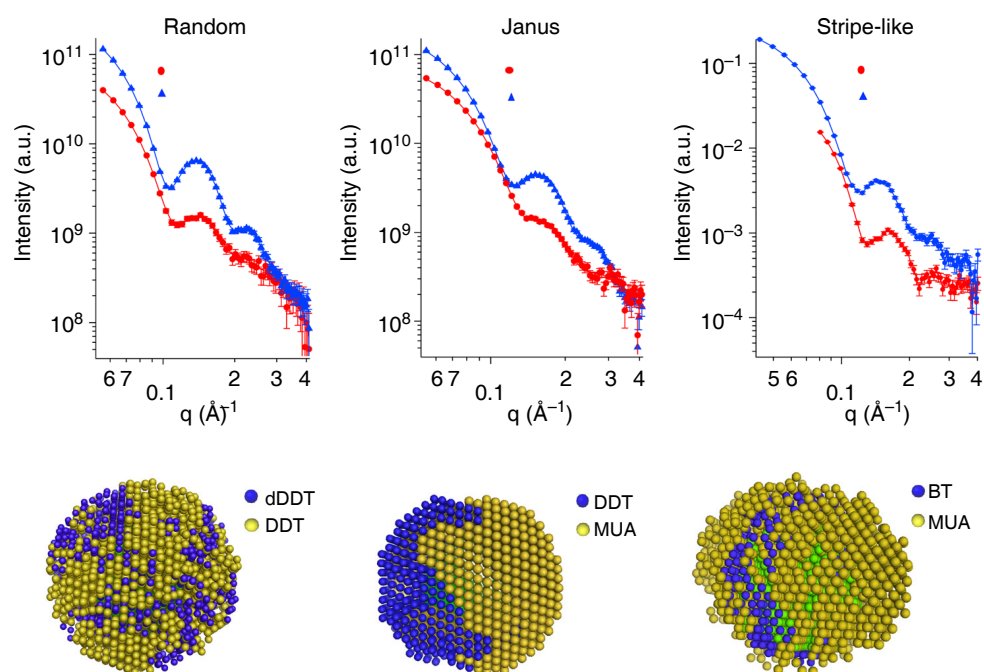 Random
Janus
Stripe-like
Intensity (a.u.)
10¹¹
10¹⁰
10⁹
10⁸
6 7
0.1
2
3
4
q (Å)⁻¹
Intensity (a.u.)
10¹¹
10¹⁰
10⁹
10⁸
6 7
0.1
2
3
4
q (Å⁻¹)
Intensity (a.u.)
10⁻¹
10⁻²
10⁻³
10⁻⁴
5 6
0.1
2
3
4
q (Å⁻¹)
dDDT
DDT
DDT
MUA
BT
MUA